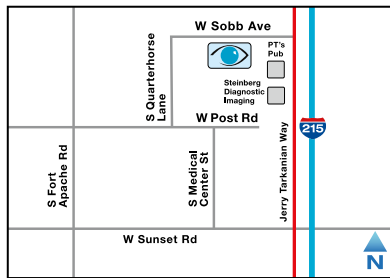 W Sobb Ave
PT's
Pub
S Quarterhorse
Lane
Steinberg
Diagnostic
Imaging
W Post Rd
215
S Fort
Apache Rd
S Medical
Center St
Jerry Tarkanian Way
W Sunset Rd
N